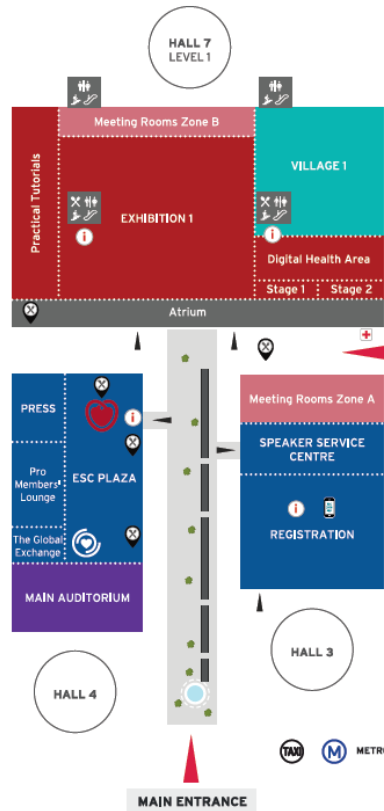 HALL 7
LEVEL 1
Meeting Rooms Zone B
Practical Tutorials
EXHIBITION 1
VILLAGE 1
i
i
Digital Health Area
Stage 1
Stage 2
Atrium
PRESS
i
Pro
Members'
Lounge
ESC PLAZA
The Global
Exchange
MAIN AUDITORIUM
Meeting Rooms Zone A
SPEAKER SERVICE
CENTRE
i
REGISTRATION
HALL 4
HALL 3
TAXI
M
METR
MAIN ENTRANCE